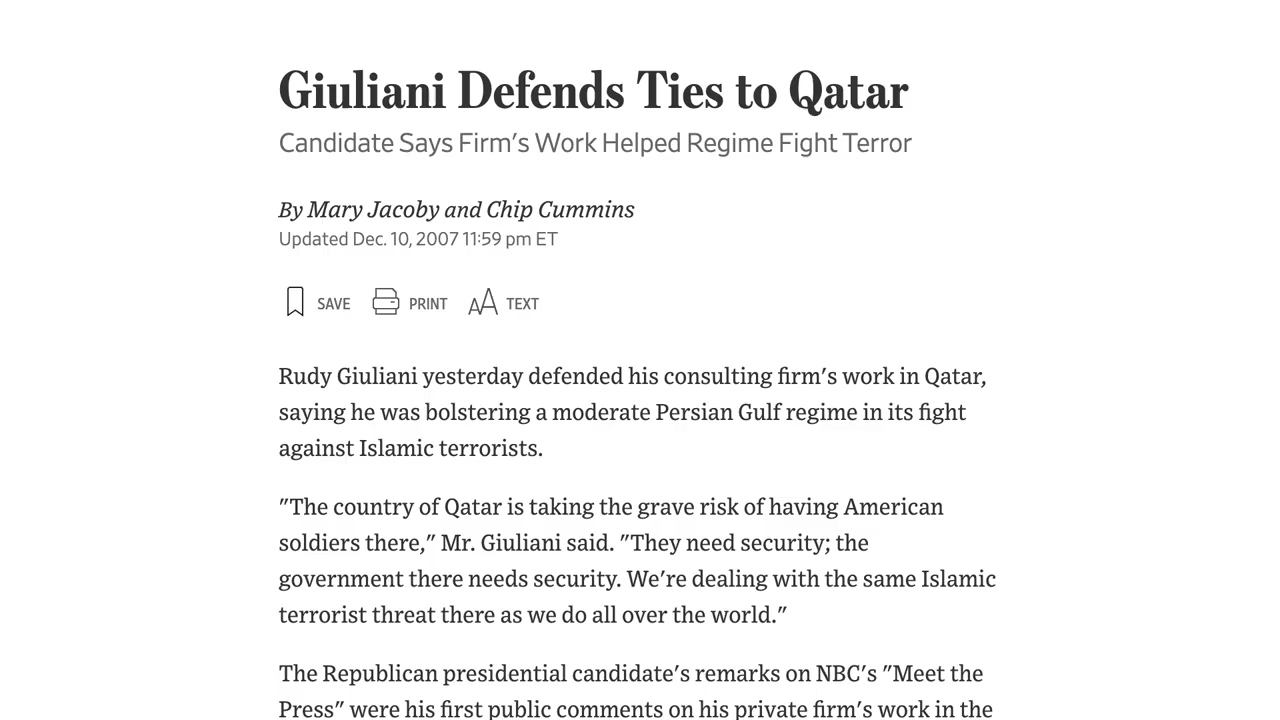 Giuliani Defends Ties to Qatar
Candidate Says Firm's Work Helped Regime Fight Terror
By Mary Jacoby and Chip Cummins
Updated Dec. 10, 2007 11:59 pm ET
SAVE PRINT AA TEXT
Rudy Giuliani yesterday defended his consulting firm's work in Qatar,
saying he was bolstering a moderate Persian Gulf regime in its fight
against Islamic terrorists.
"The country of Qatar is taking the grave risk of having American
soldiers there," Mr. Giuliani said. "They need security; the
government there needs security. We're dealing with the same Islamic
terrorist threat there as we do all over the world."
The Republican presidential candidate's remarks on NBC's "Meet the
Press" were his first public comments on his private firm's work in the